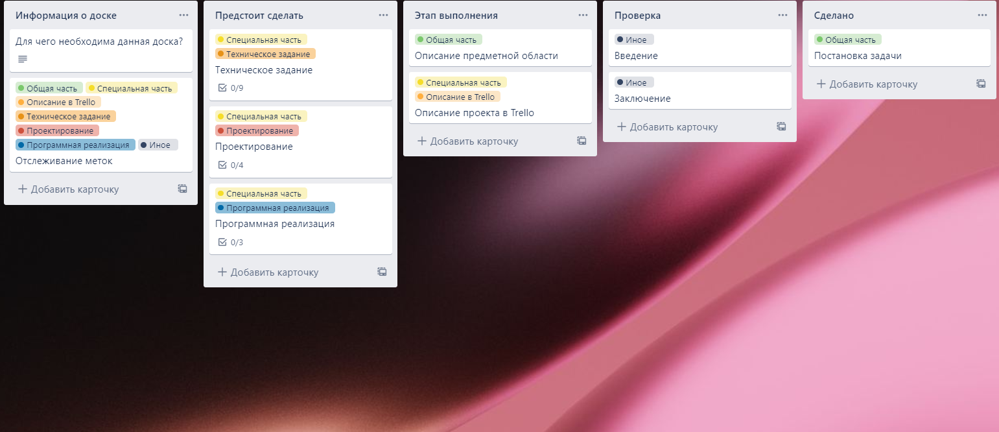 Информация о доске
Для чего необходима данная доска?
Общая часть Специальная часть
Описание в Trello
Техническое задание
Проектирование
Программная реализация Иное
Отслеживание меток
Добавить карточку
Предстоит сделать
Специальная часть
Техническое задание
Техническое задание
0/9
Специальная часть
Проектирование
Проектирование
0/4
Специальная часть
Программная реализация
Программная реализация
0/3
Добавить карточку
Этап выполнения
Общая часть
Описание предметной области
Специальная часть
Описание в Trello
Описание проекта в Trello
Добавить карточку
Проверка
Иное
Введение
Иное
Заключение
Добавить карточку
Сделано
Общая часть
Постановка задачи
Добавить карточку